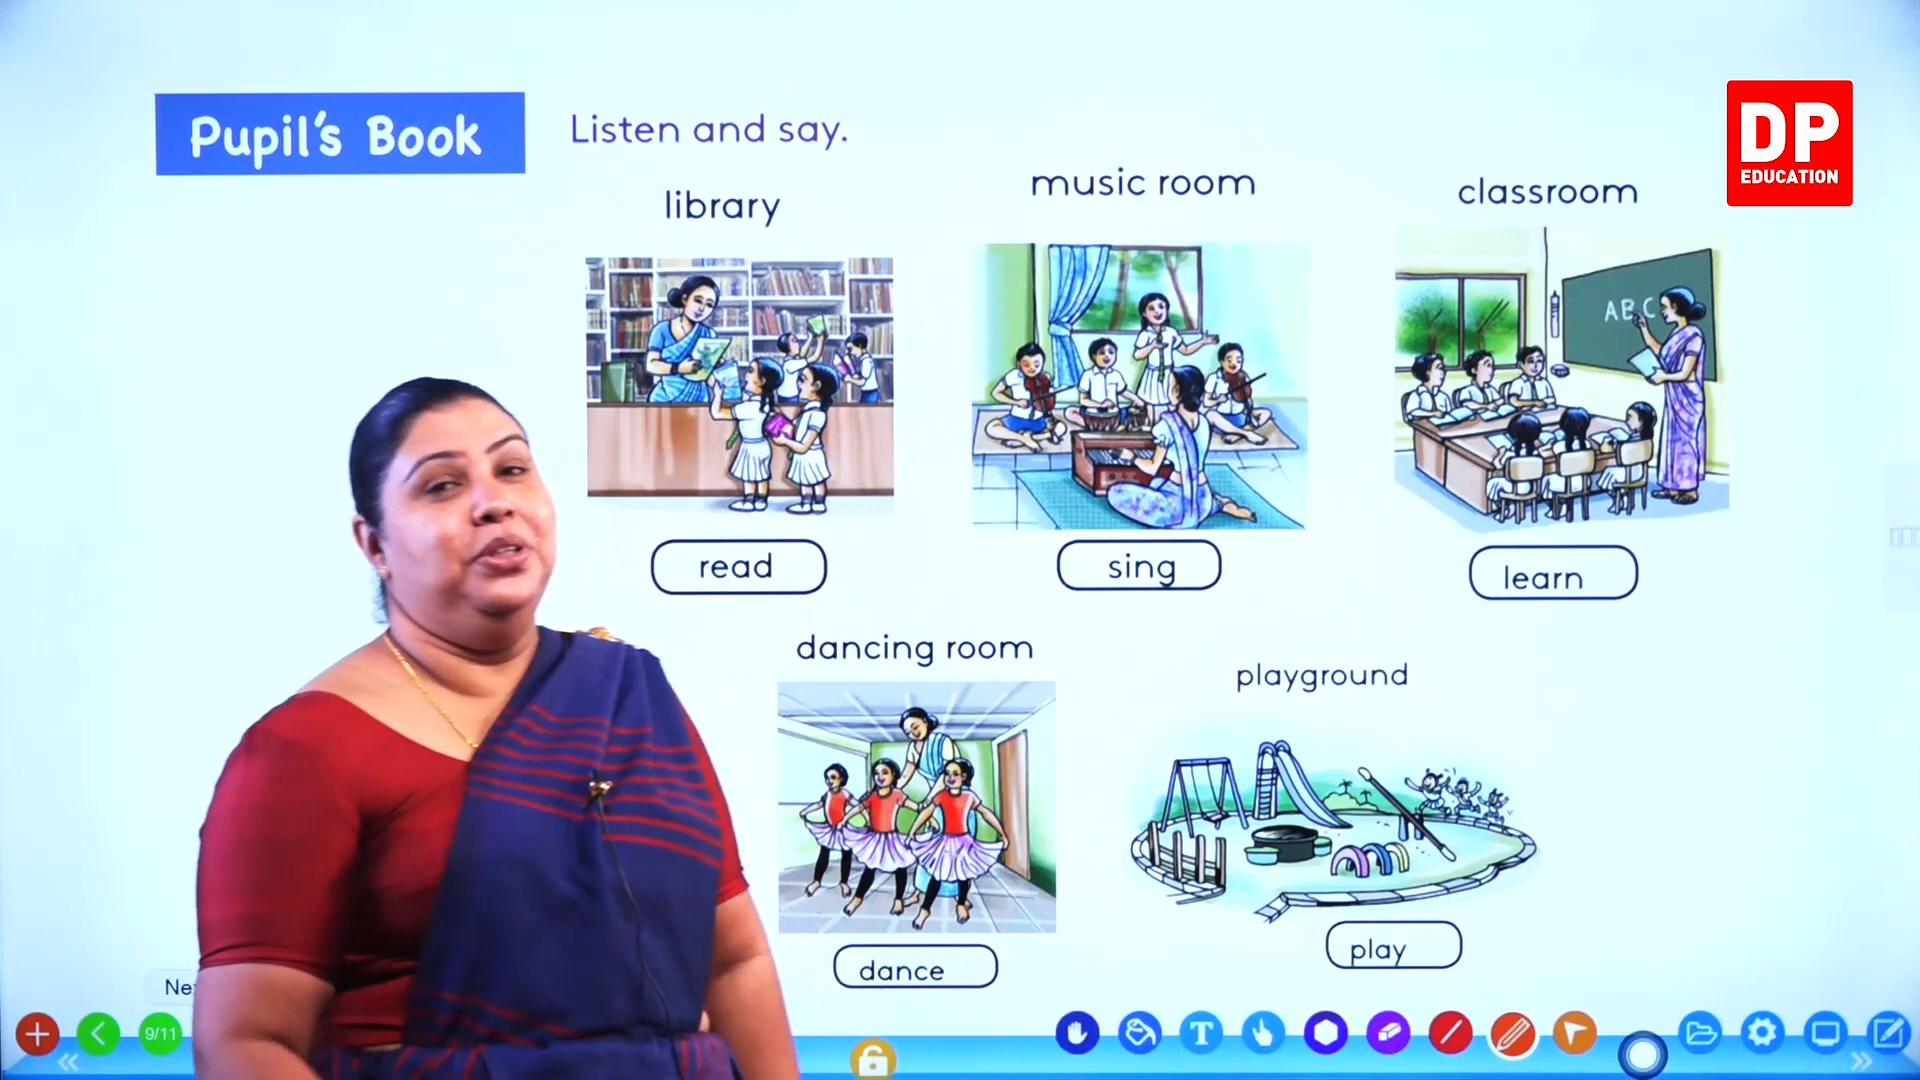 Pupil's Book
Listen and say.
DP
EDUCATION
library
music room
classroom
A B C
read
sing
learn
dancing room
playground
dance
play
Ne
9/11
T